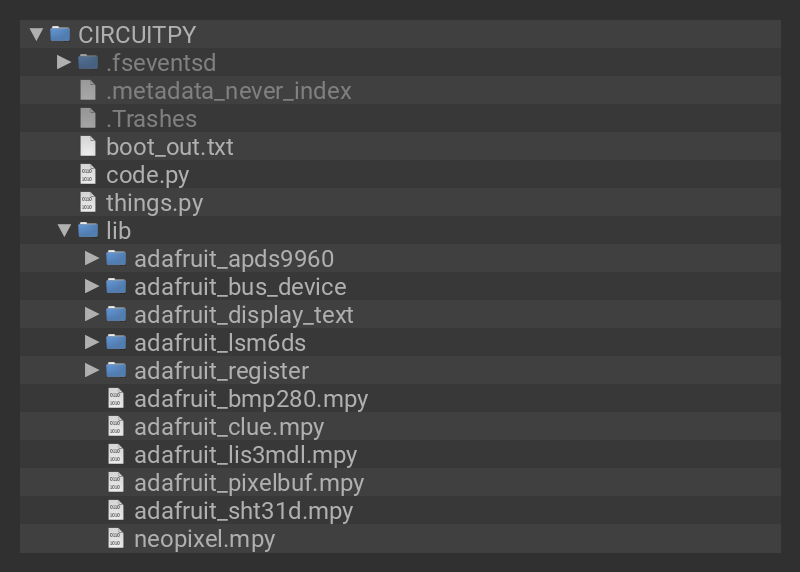 CIRCUITPY
.fseventsd
.metadata_never_index
.Trashes
boot_out.txt
code.py
things.py
lib
adafruit_apds9960
adafruit_bus_device
adafruit_display_text
adafruit_lsm6ds
adafruit_register
adafruit_bmp280.mpy
adafruit_clue.mpy
adafruit_lis3mdl.mpy
adafruit_pixelbuf.mpy
adafruit_sht31d.mpy
neopixel.mpy